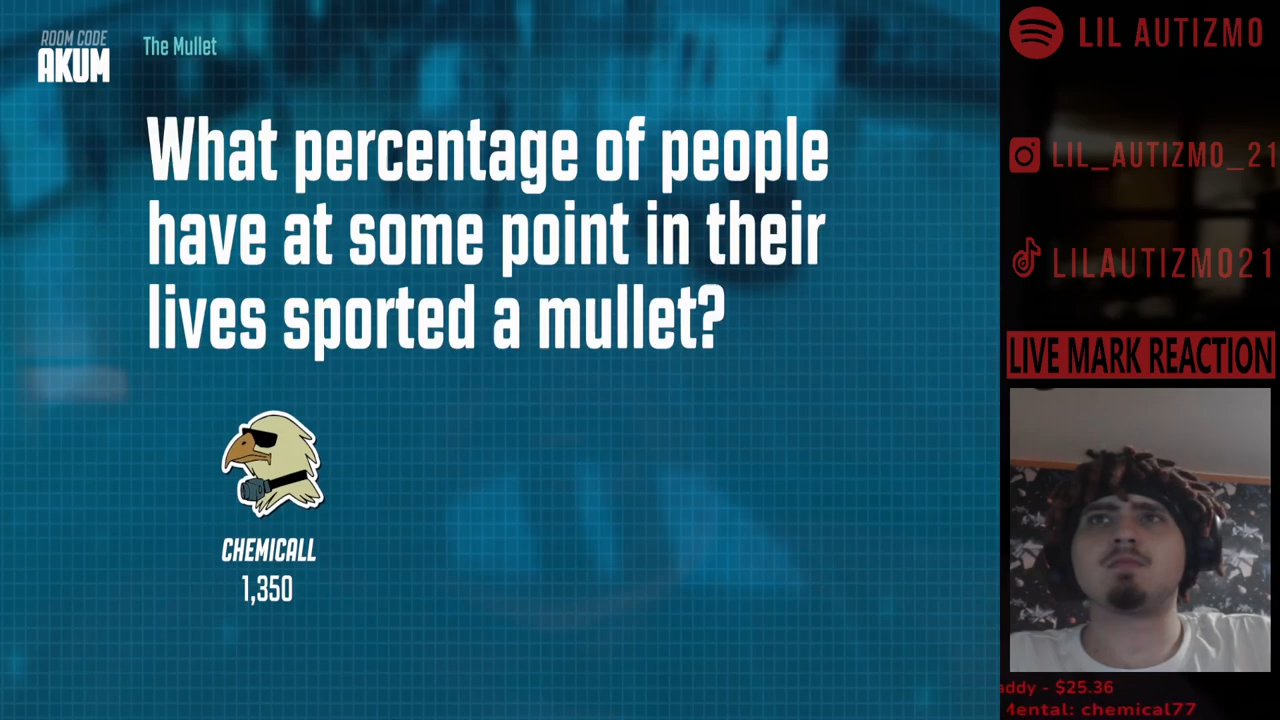 ROOM CODE
AKUM
The Mullet
What percentage of people
have at some point in their
lives sported a mullet?
CHEMICALL
1,350
LIL AUTIZMO
LIL_AUTIZMO_21
LILAUTIZMO21
LIVE MARK REACTION
addy - $25.36
Mental: chemical77